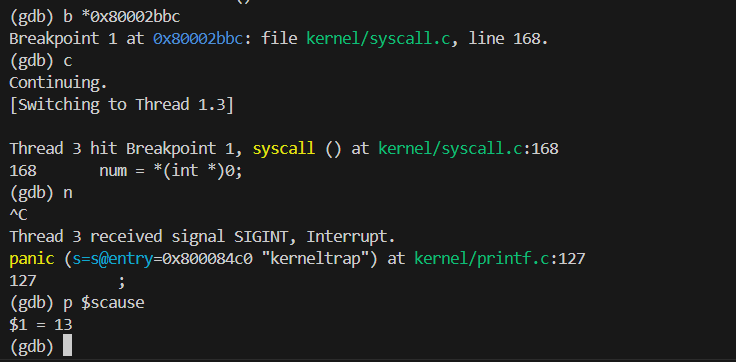 (gdb) b *0x80002bbc
Breakpoint 1 at 0x80002bbc: file kernel/syscall.c, line 168.
(gdb) c
Continuing.
[Switching to Thread 1.3]
Thread 3 hit Breakpoint 1, syscall () at kernel/syscall.c:168
168       num = *(int *)0;
(gdb) n
^C
Thread 3 received signal SIGINT, Interrupt.
panic (s=s@entry=0x800084c0 "kerneltrap") at kernel/printf.c:127
127         ;
(gdb) p $scause
$1 = 13
(gdb)